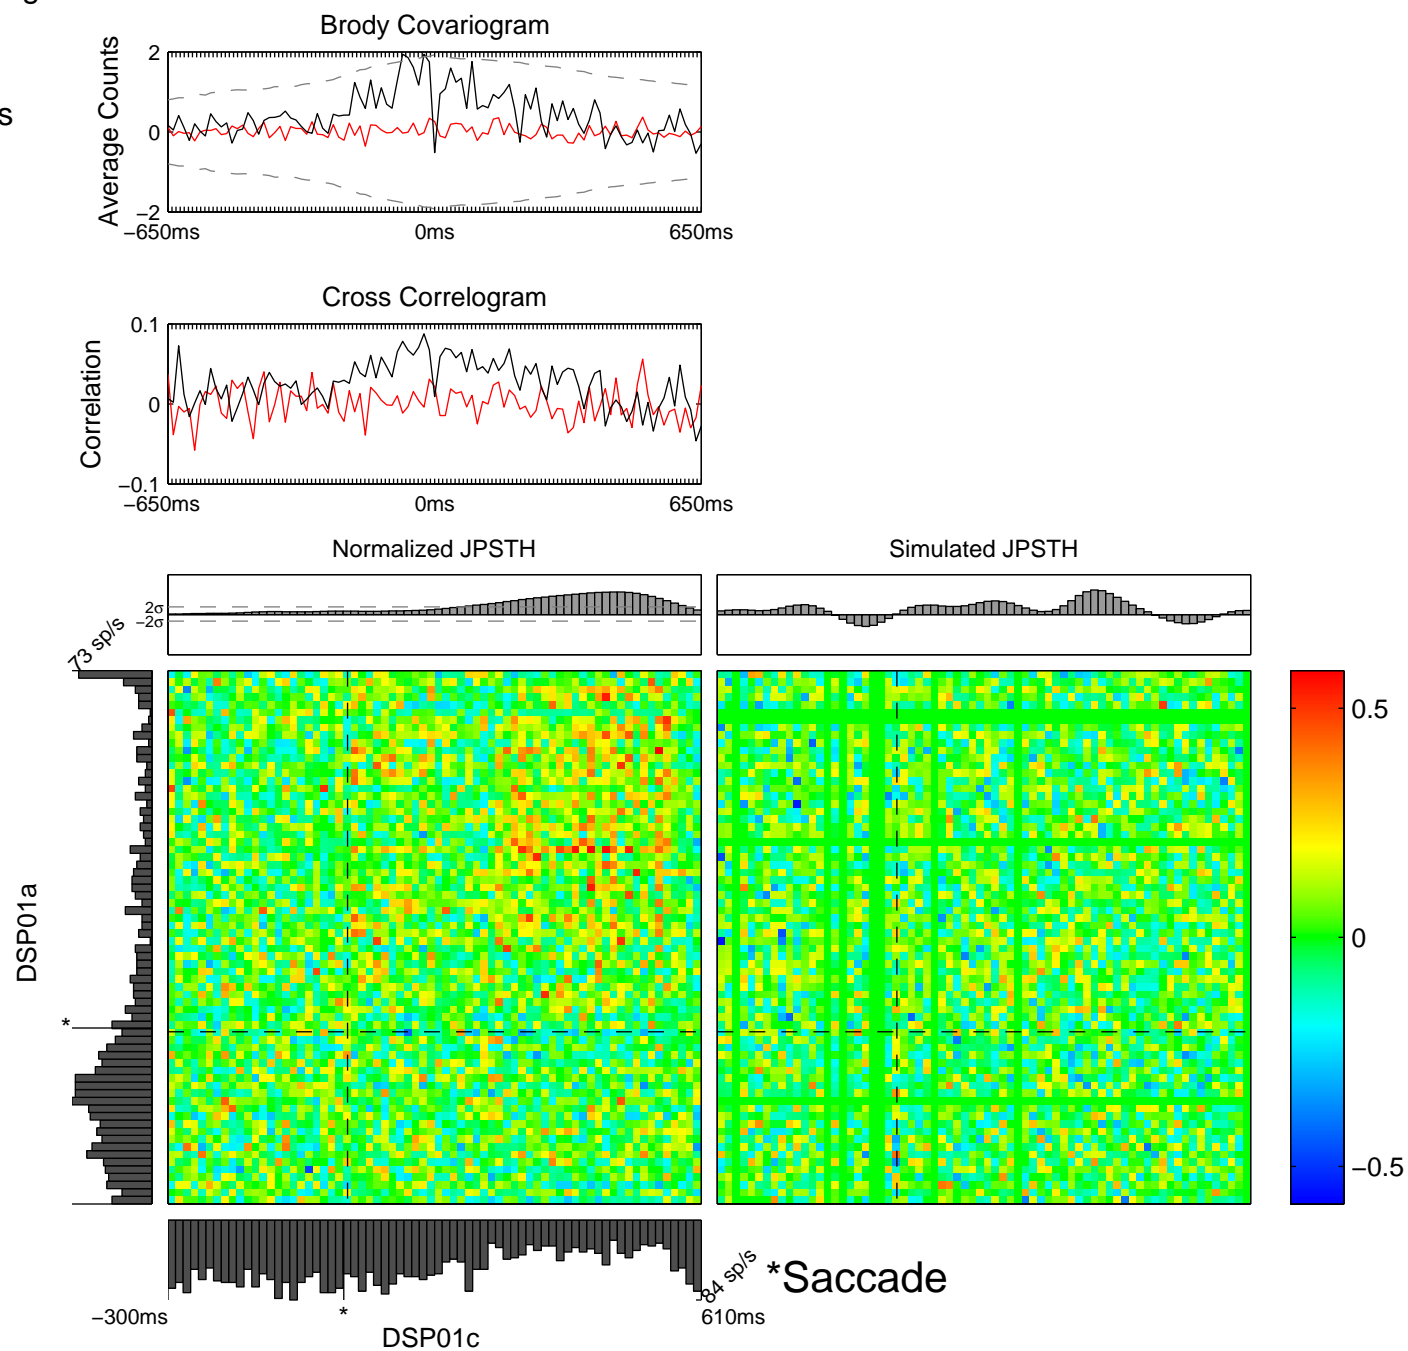 g
Brody Covariogram
Average Counts
2
0
−2
−650ms 0ms 650ms
s
Cross Correlogram
Correlation
0.1
0
−0.1
−650ms 0ms 650ms
Normalized JPSTH
Simulated JPSTH
2σ
−2σ
73 sp/s
DSP01a
*
0.5
0
−0.5
84 sp/s
*Saccade
*
−300ms 610ms
DSP01c